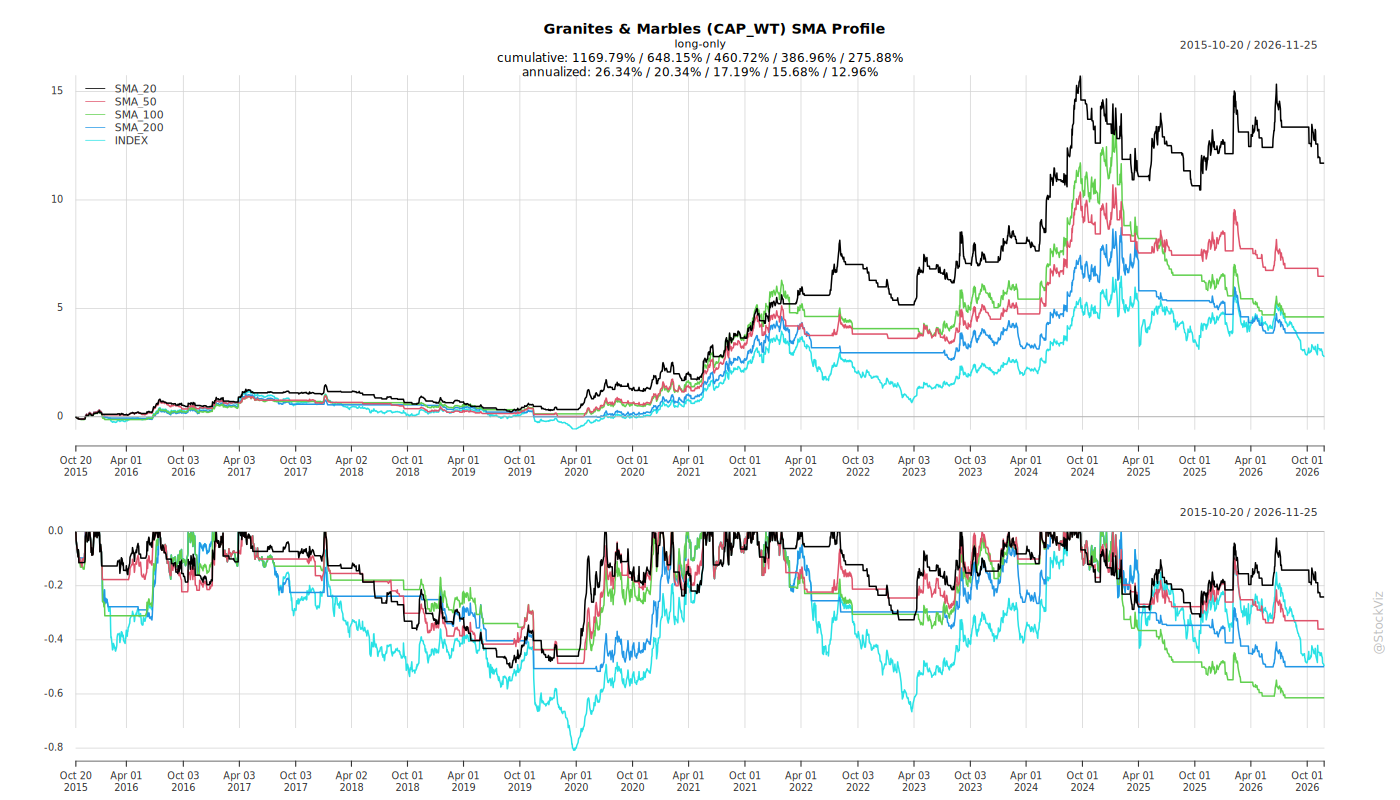 Granites & Marbles (CAP_WT) SMA Profile
long-only
cumulative: 1169.79% / 648.15% / 460.72% / 386.96% / 275.88%
annualized: 26.34% / 20.34% / 17.19% / 15.68% / 12.96%
2015-10-20 / 2026-11-25
SMA_20
SMA_50
SMA_100
SMA_200
INDEX
15
10
5
0
Oct 20 Apr 01 Oct 03 Apr 03 Oct 03 Apr 02 Oct 01 Apr 01 Oct 01 Apr 01 Oct 01 Apr 01 Oct 01 Apr 01 Oct 03 Apr 03 Oct 03 Apr 01 Oct 01 Apr 01 Oct 01 Apr 01 Oct 01
2015 2016 2016 2017 2017 2018 2018 2019 2019 2020 2020 2021 2021 2022 2022 2023 2023 2024 2024 2025 2025 2026 2026
2015-10-20 / 2026-11-25
0.0
-0.2
-0.4
-0.6
-0.8
Oct 20 Apr 01 Oct 03 Apr 03 Oct 03 Apr 02 Oct 01 Apr 01 Oct 01 Apr 01 Oct 01 Apr 01 Oct 01 Apr 01 Oct 03 Apr 03 Oct 03 Apr 01 Oct 01 Apr 01 Oct 01 Apr 01 Oct 01
2015 2016 2016 2017 2017 2018 2018 2019 2019 2020 2020 2021 2021 2022 2022 2023 2023 2024 2024 2025 2025 2026 2026
@StockViz